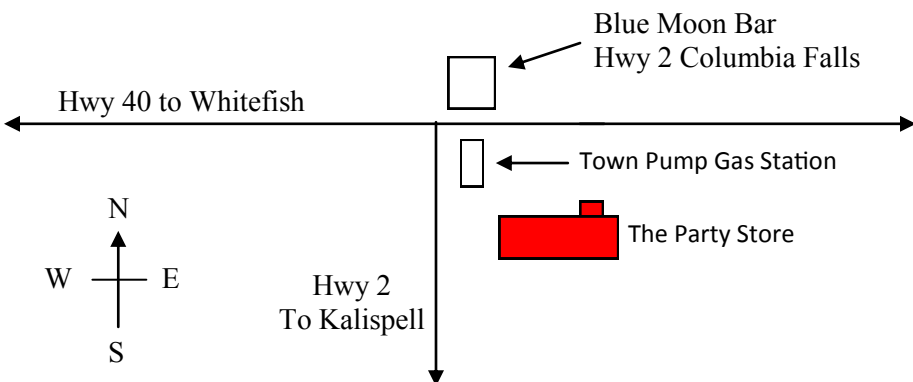 Blue Moon Bar
Hwy 2 Columbia Falls
Hwy 40 to Whitefish
Town Pump Gas Station
N
The Party Store
W E
Hwy 2
To Kalispell
S